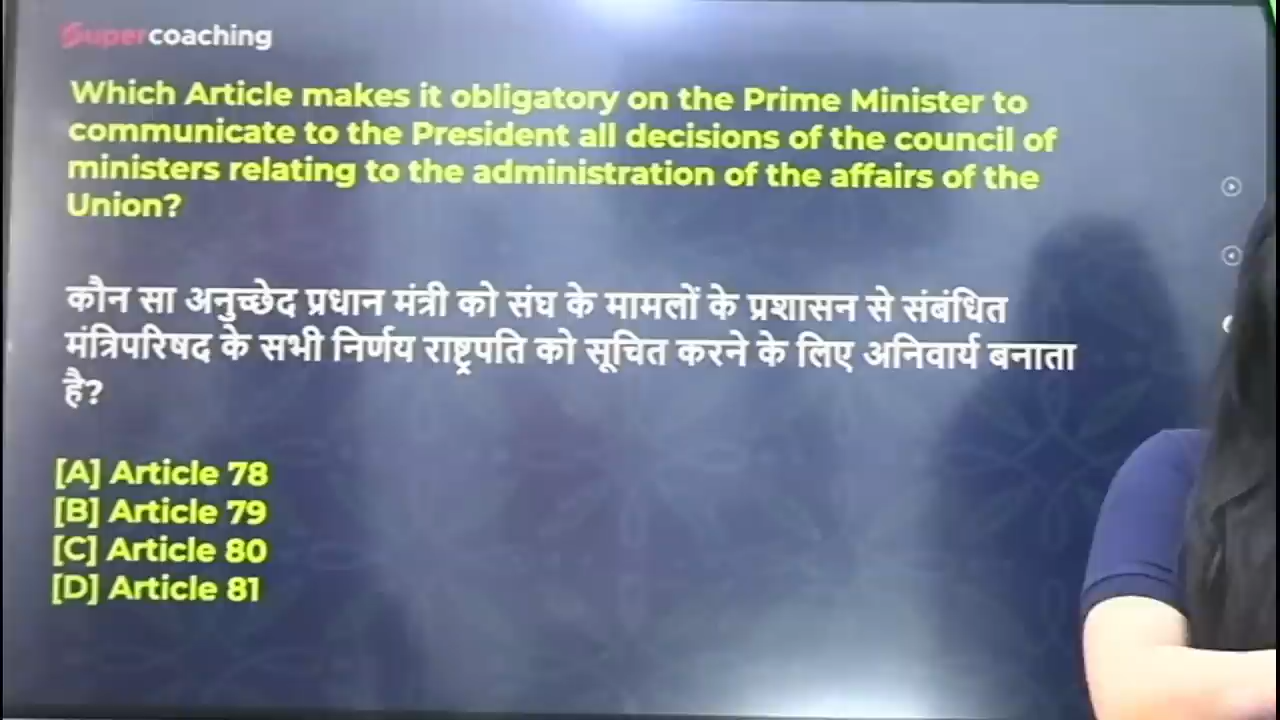 Supercoaching
Which Article makes it obligatory on the Prime Minister to
communicate to the President all decisions of the council of
ministers relating to the administration of the affairs of the
Union?
कौन सा अनुच्छेद प्रधान मंत्री को संघ के मामलों के प्रशासन से संबंधित
मंत्रिपरिषद के सभी निर्णय राष्ट्रपति को सूचित करने के लिए अनिवार्य बनाता
है?
[A] Article 78
[B] Article 79
[C] Article 80
[D] Article 81